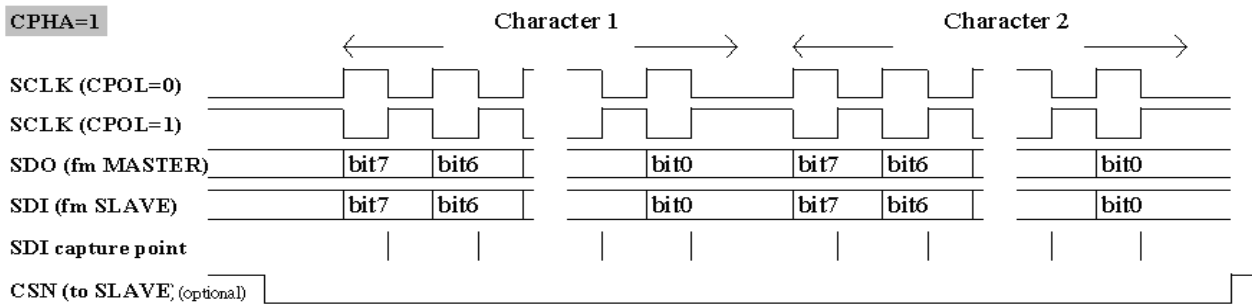 CPHA=1
Character 1 Character 2
SCLK (CPOL=0)
SCLK (CPOL=1)
SDO (fm MASTER) bit7 bit6 bit0 bit7 bit6 bit0
SDI (fm SLAVE) bit7 bit6 bit0 bit7 bit6 bit0
SDI capture point
CSN (to SLAVE) (optional)